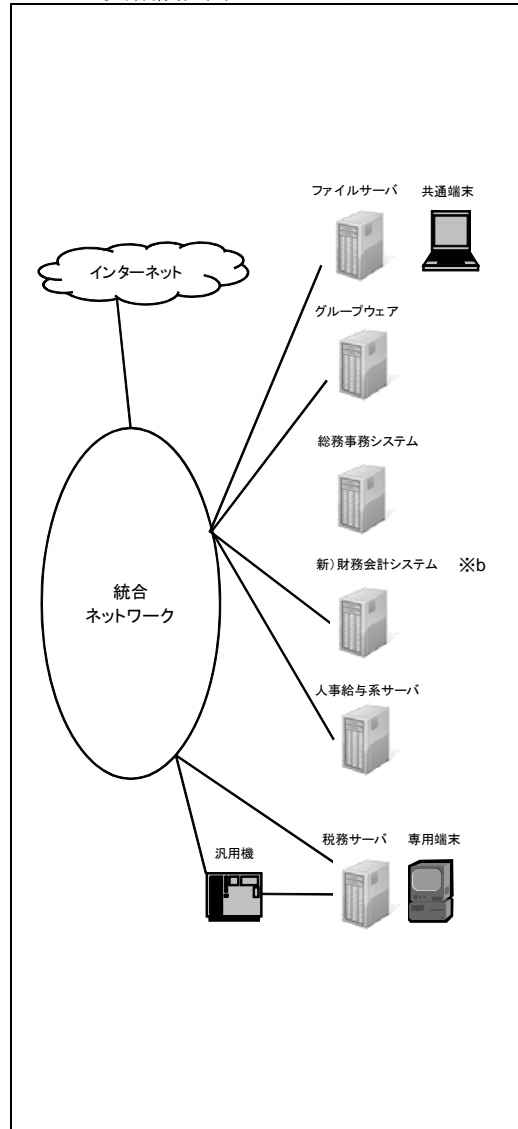 ファイルサーバ
共通端末
インターネット
グループウェア
総務事務システム
新）財務会計システム
※b
統合
ネットワーク
人事給与系サーバ
汎用機
税務サーバ
専用端末